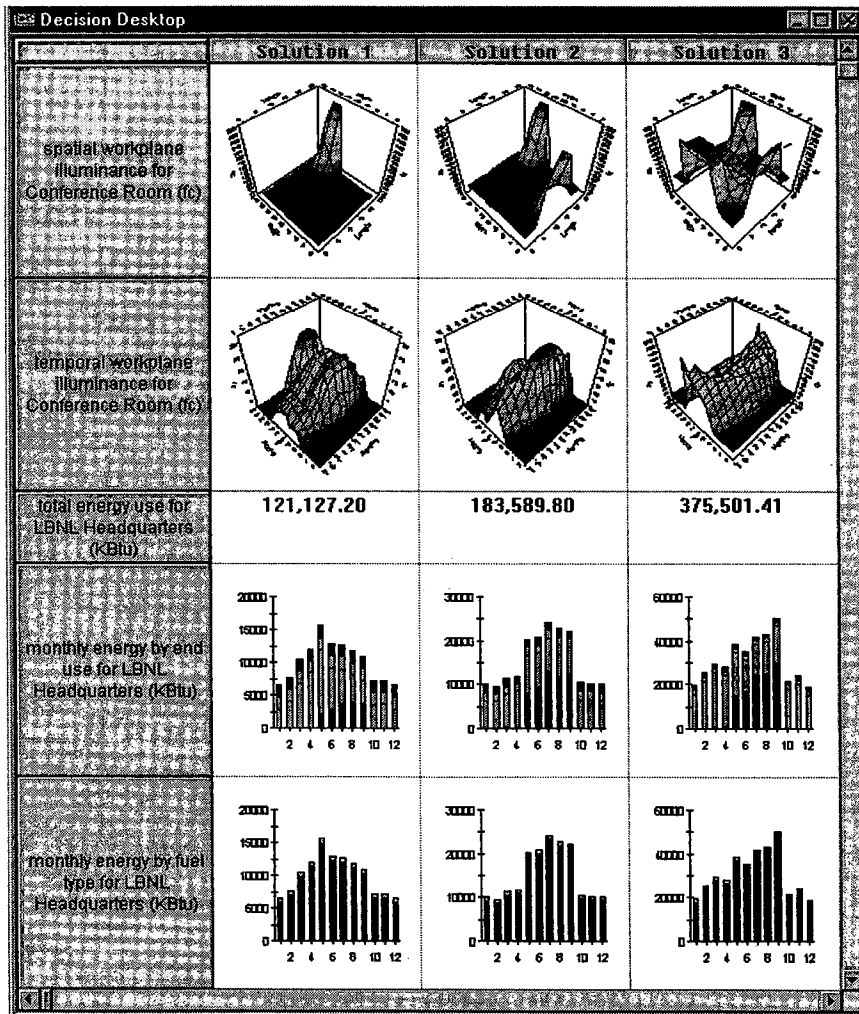 Decision Desktop
Solution 1
Solution 2
Solution 3
spatial workplane
illuminance for
Conference Room (fc)
temporal workplane
illuminance for
Conference Room (fc)
total energy use for
LBNL Headquarters
(KBtu)
121,127.20
183,589.80
375,501.41
monthly energy by end
use for LBNL
Headquarters (KBtu)
20000
15000
10000
5000
0
2 4 6 8 10 12
30000
20000
10000
0
2 4 6 8 10 12
60000
40000
20000
0
2 4 6 8 10 12
monthly energy by fuel
type for LBNL
Headquarters (KBtu)
20000
15000
10000
5000
0
2 4 6 8 10 12
30000
20000
10000
0
2 4 6 8 10 12
60000
40000
20000
0
2 4 6 8 10 12